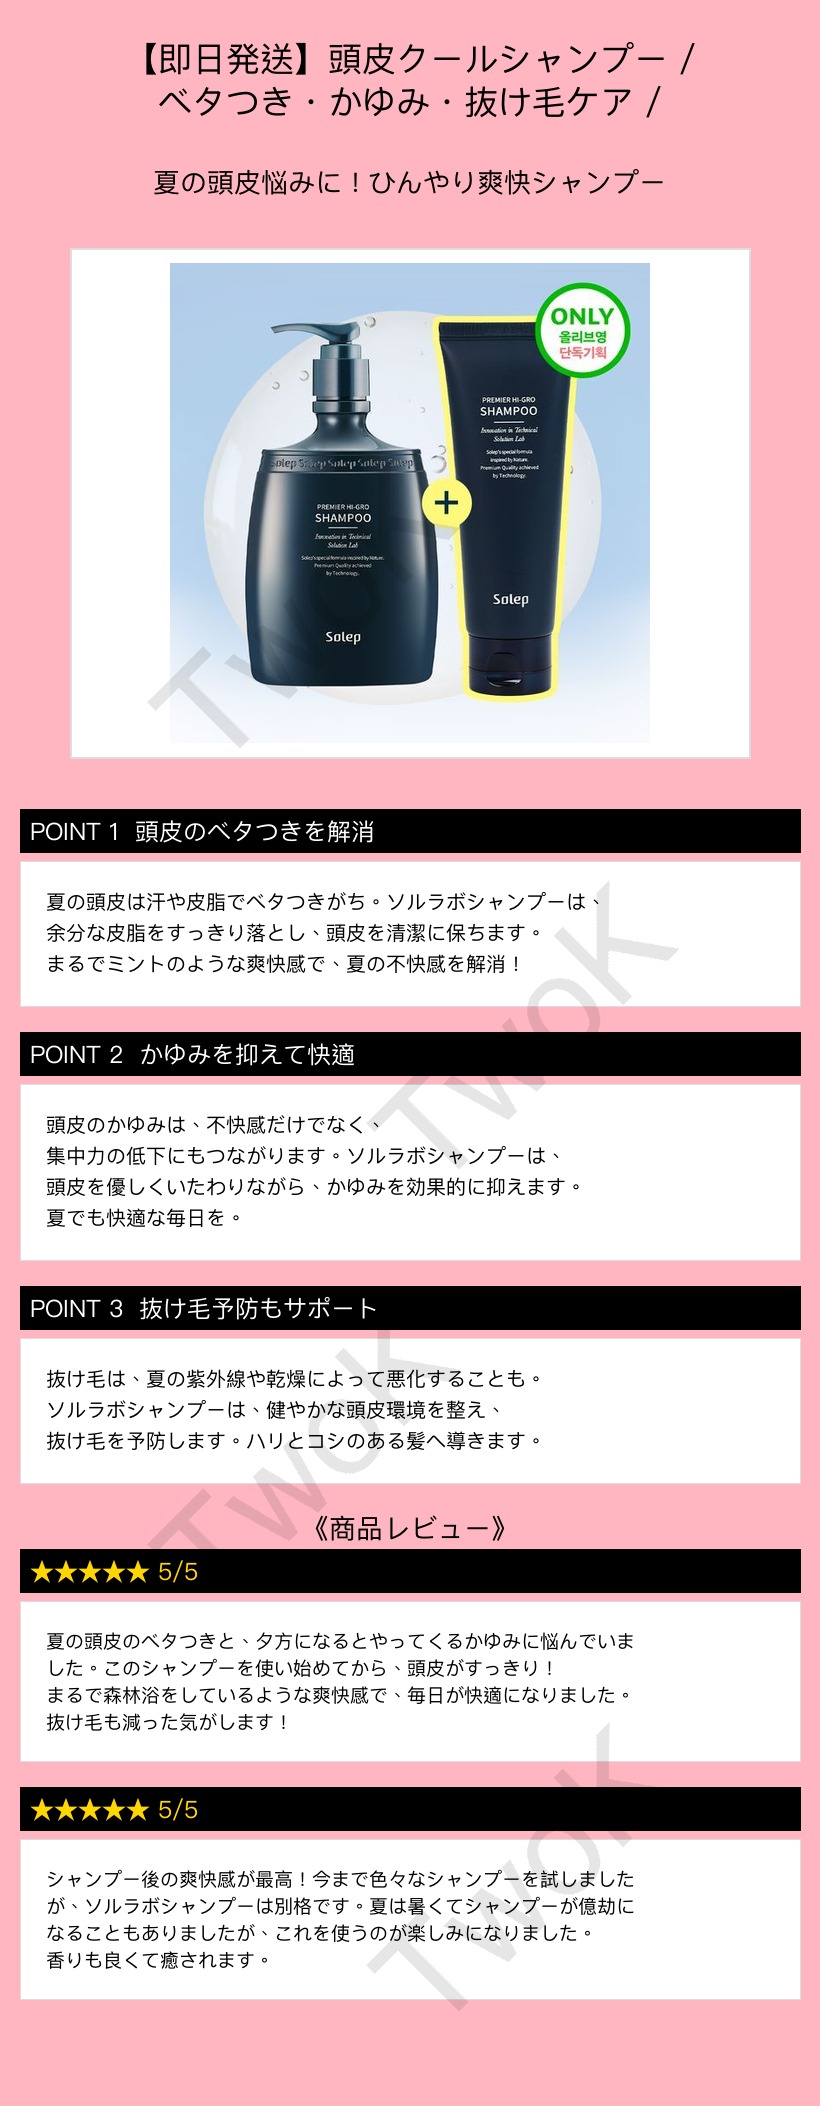 【即日発送】頭皮クールシャンプー /
ベタつき・かゆみ・抜け毛ケア /
夏の頭皮悩みに！ひんやり爽快シャンプー
ONLY
올리브영
단독기획
PREMIER HI-GRO
SHAMPOO
Innovation in Technical
Solution Lab
Solep's special formula
inspired by Nature.
Premium Quality achieved
by Technology.
Solep
+
Solep Solep Solep Solep Solep
PREMIER HI-GRO
SHAMPOO
Innovation in Technical
Solution Lab
Solep's special formula inspired by Nature.
Premium Quality achieved
by Technology.
Solep
TwoK
POINT 1 頭皮のベタつきを解消
夏の頭皮は汗や皮脂でベタつきがち。ソルラボシャンプーは、
余分な皮脂をすっきり落とし、頭皮を清潔に保ちます。
まるでミントのような爽快感で、夏の不快感を解消！
TwoK
POINT 2 かゆみを抑えて快適
頭皮のかゆみは、不快感だけでなく、
集中力の低下にもつながります。ソルラボシャンプーは、
頭皮を優しくいたわりながら、かゆみを効果的に抑えます。
夏でも快適な毎日を。
POINT 3 抜け毛予防もサポート
抜け毛は、夏の紫外線や乾燥によって悪化することも。
ソルラボシャンプーは、健やかな頭皮環境を整え、
抜け毛を予防します。ハリとコシのある髪へ導きます。
TwoK
《商品レビュー》
★★★★★ 5/5
夏の頭皮のベタつきと、夕方になるとやってくるかゆみに悩んでいま
した。このシャンプーを使い始めてから、頭皮がすっきり！
まるで森林浴をしているような爽快感で、毎日が快適になりました。
抜け毛も減った気がします！
★★★★★ 5/5
シャンプー後の爽快感が最高！今まで色々なシャンプーを試しました
が、ソルラボシャンプーは別格です。夏は暑くてシャンプーが億劫に
なることもありましたが、これを使うのが楽しみになりました。
香りも良くて癒されます。
TwoK